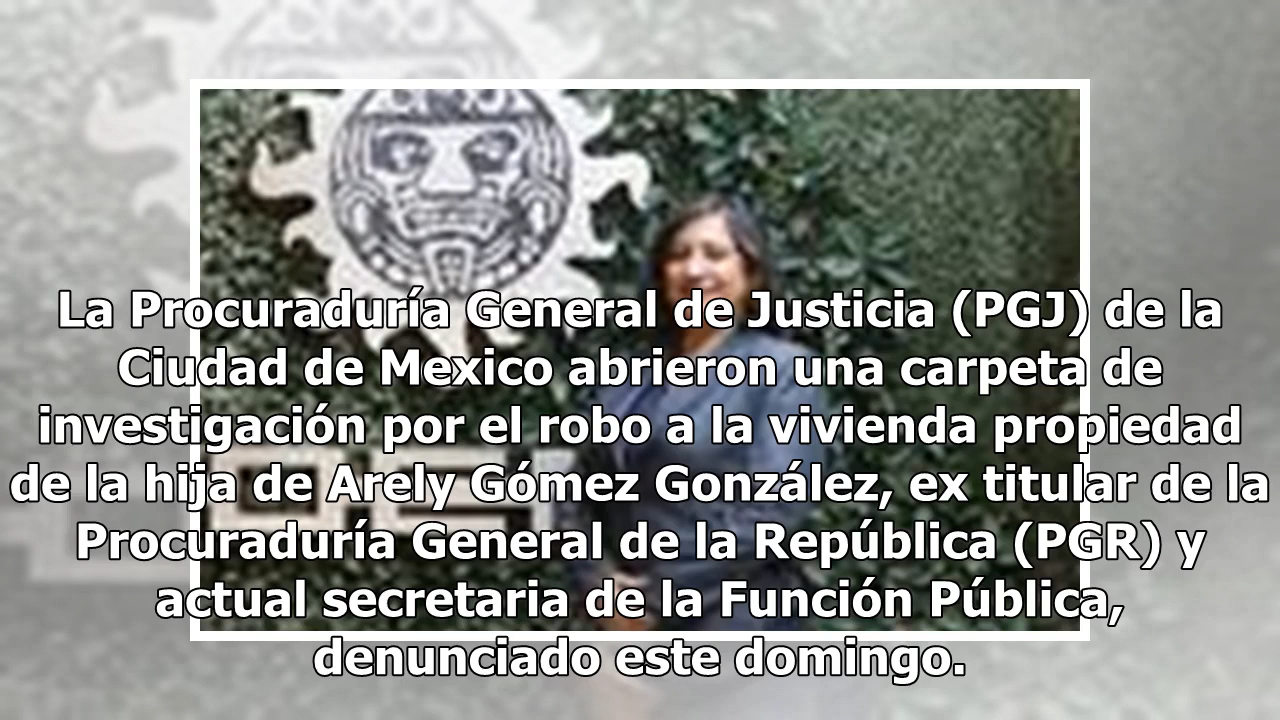 La Procuraduría General de Justicia (PGJ) de la
Ciudad de Mexico abrieron una carpeta de
investigación por el robo a la vivienda propiedad
de la hija de Arely Gómez González, ex titular de la
Procuraduría General de la República (PGR) y
actual secretaria de la Función Pública,
denunciado este domingo.